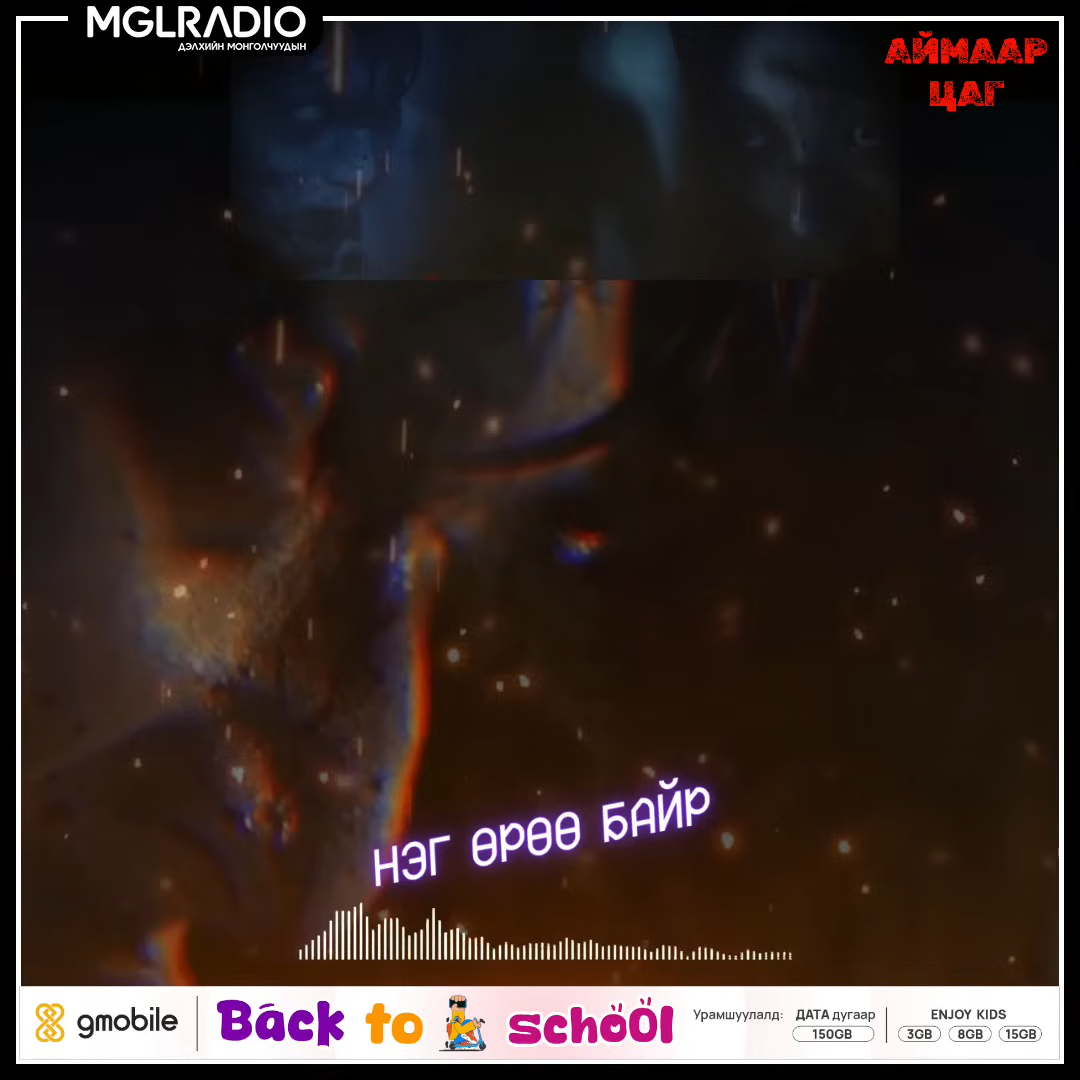 MGLRADIO
ДЭЛХИЙН МОНГОЛЧУУДЫН
АЙМААР
ЦАГ
НЭГ ӨРӨӨ БАЙР
gmobile
Back to school
Урамшуулалд:
ДАТА дугаар
150GB
ENJOY KIDS
3GB 8GB 15GB